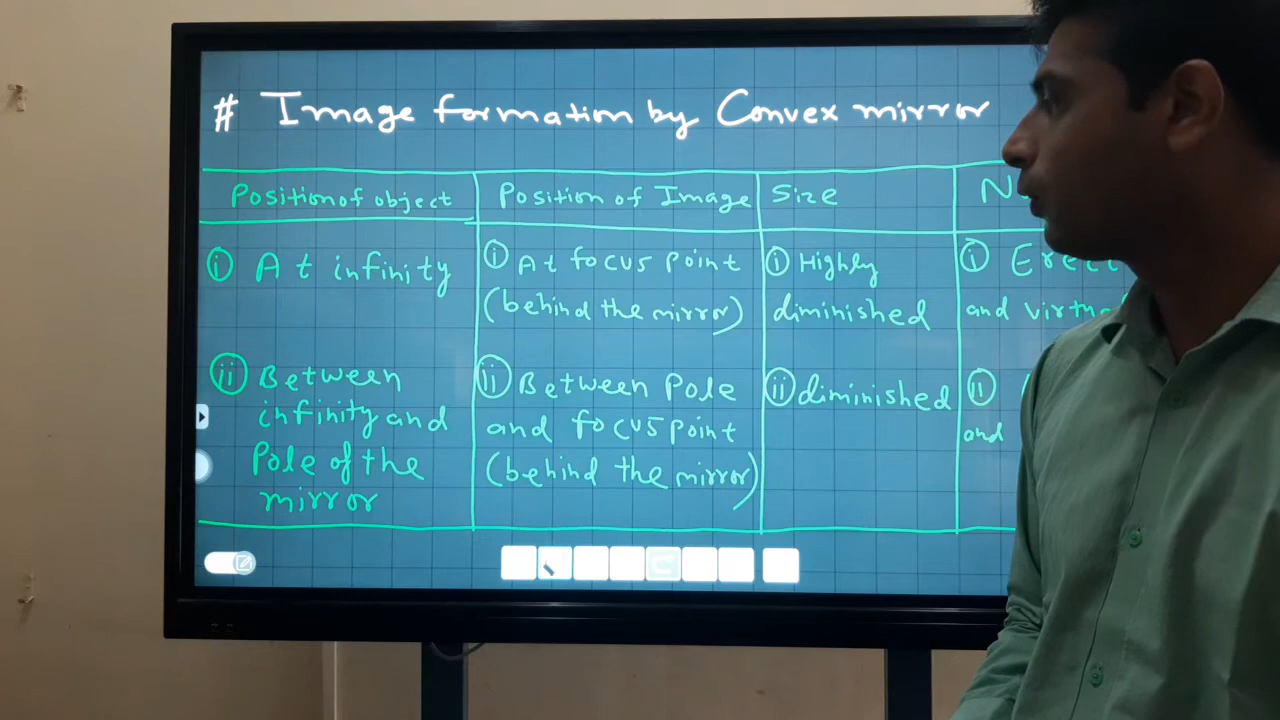 # Image formation by Convex mirror
Position of object
Position of Image
Size
i At infinity
i At focus point
(behind the mirror)
i Highly
diminished
i Erect
and
ii Between
infinity and
Pole of the
mirror
ii Between Pole
and focus point
(behind the mirror)
ii diminished
ii
and